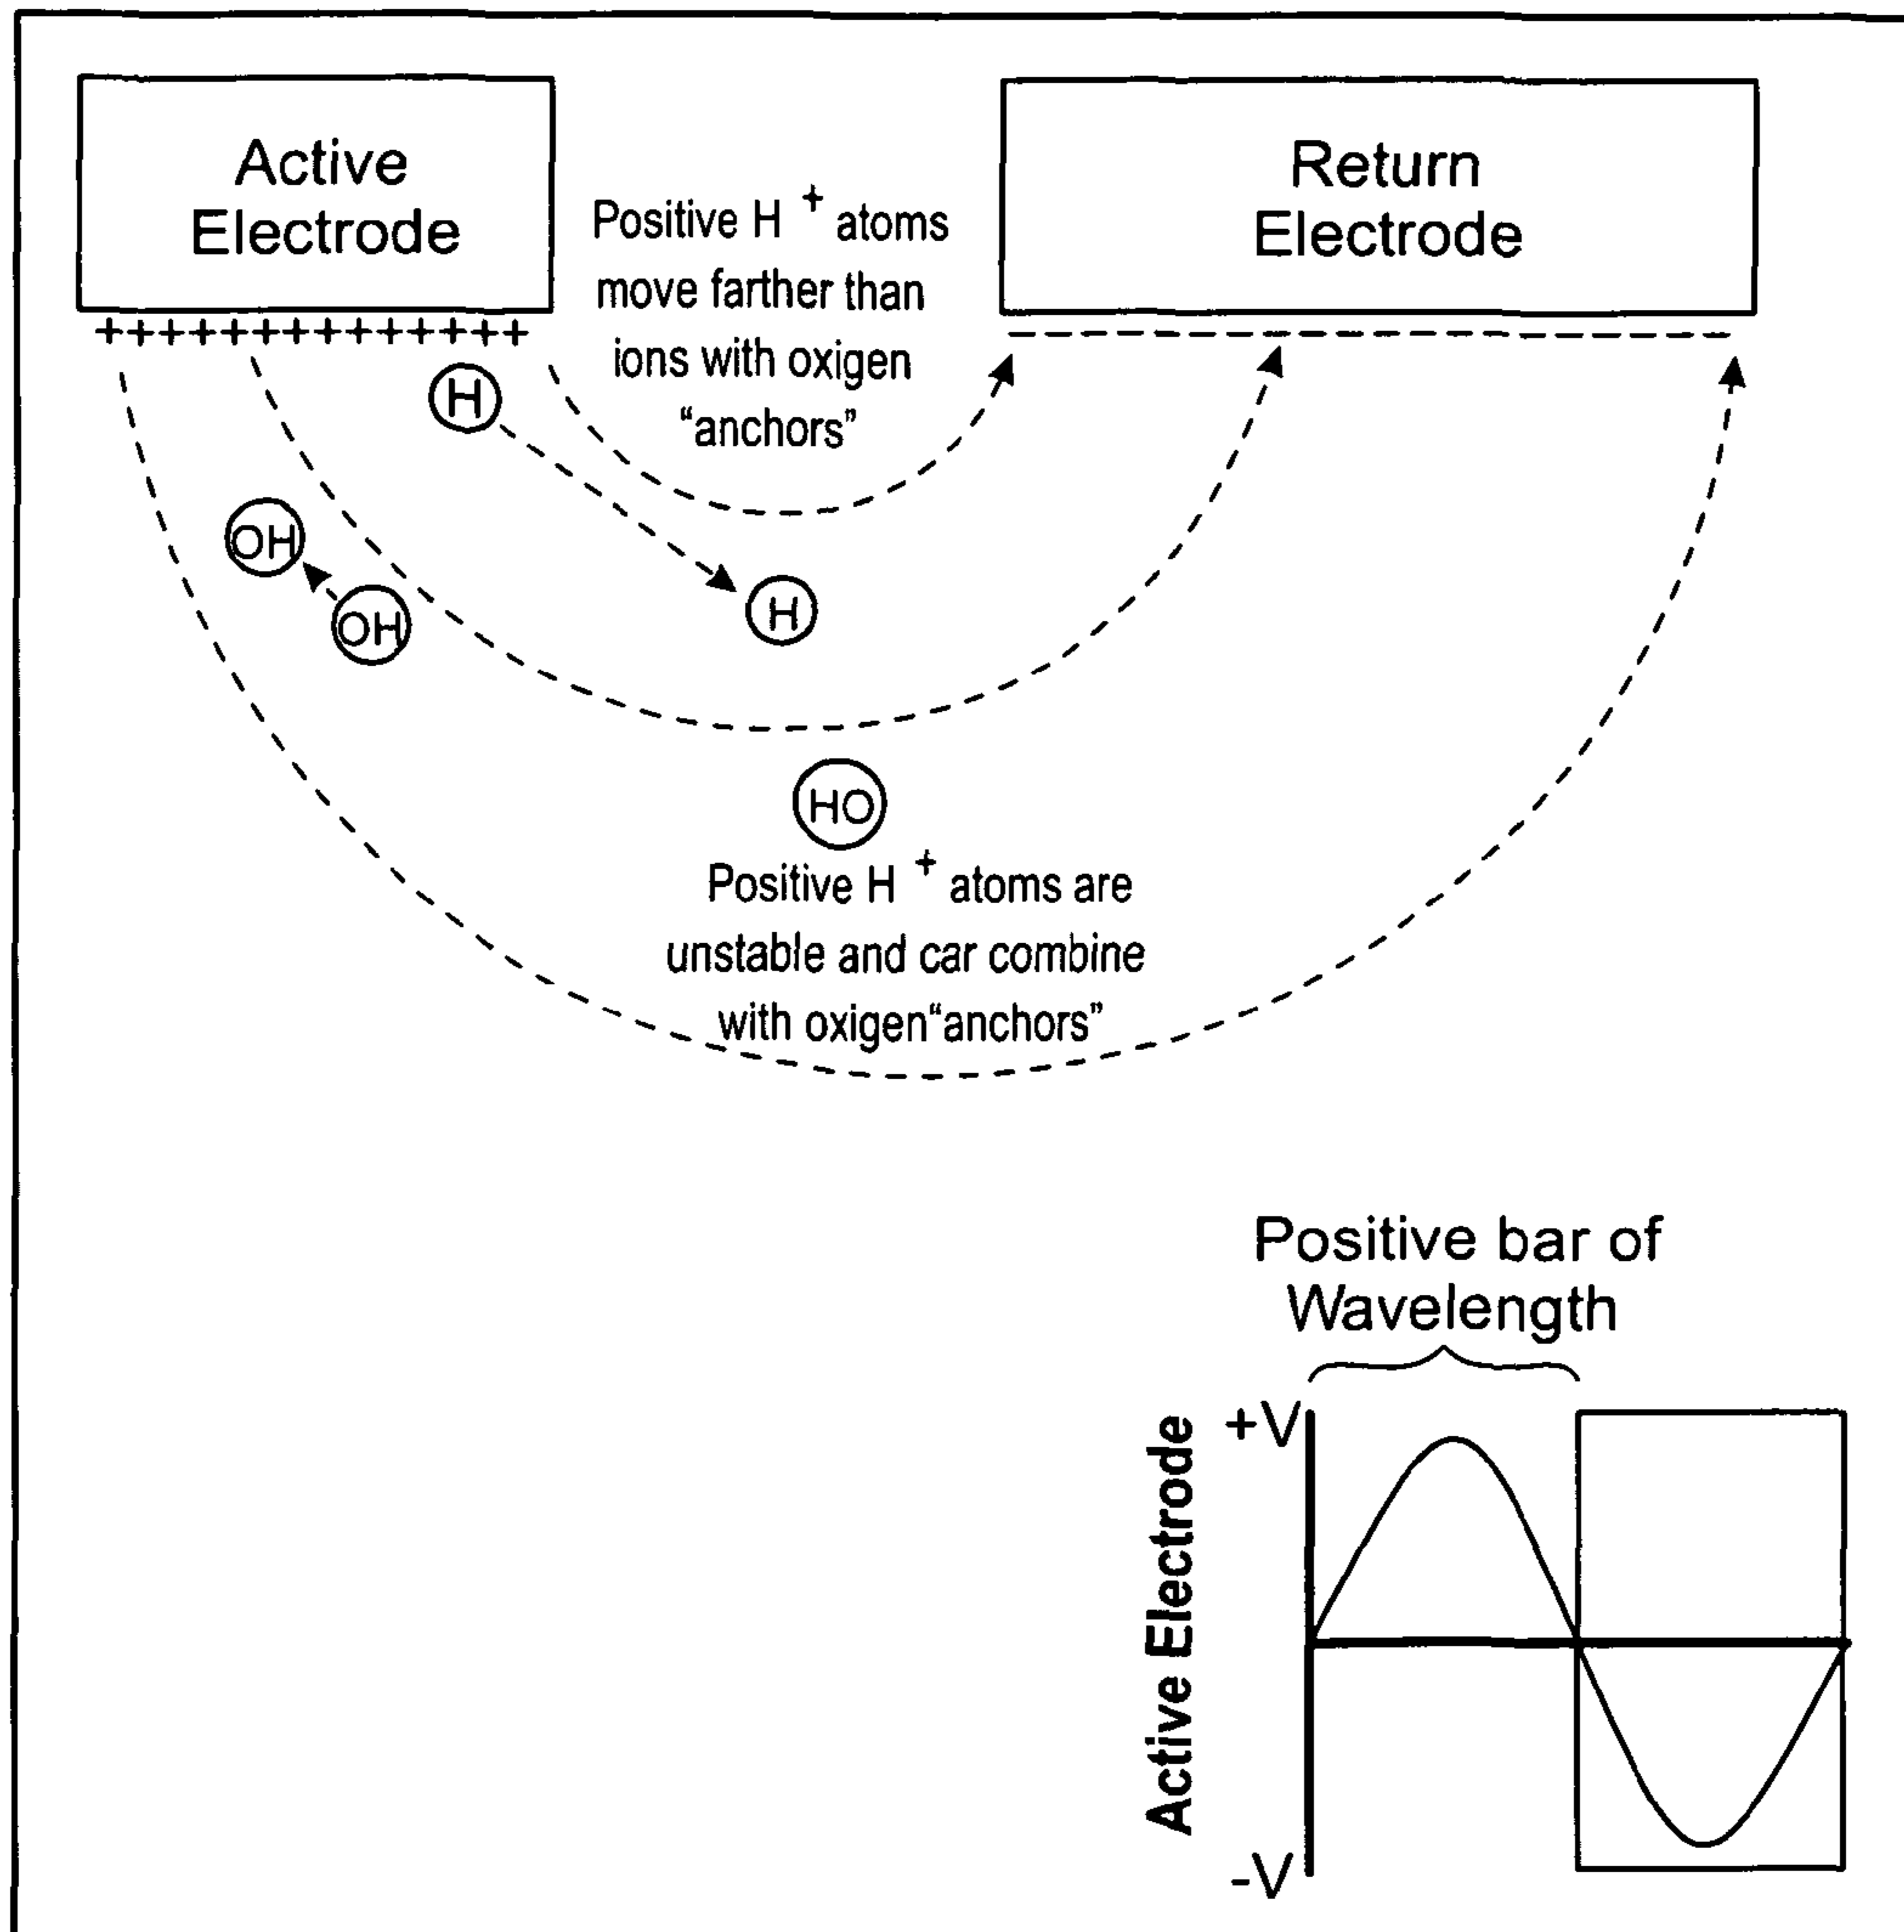 Active
Electrode
Positive H + atoms
move farther than
ions with oxigen
“anchors”
Return
Electrode
+++++++++++++
H
OH
OH
H
HO
Positive H + atoms are
unstable and car combine
with oxigen“anchors”
Positive bar of
Wavelength
Active Electrode
+V
-V